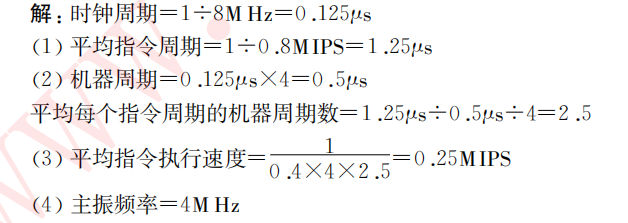 解:时钟周期=1÷8MHz=0.125μs
(1)平均指令周期=1÷0.8MIPS=1.25μs
(2)机器周期=0.125μs×4=0.5μs
平均每个指令周期的机器周期数=1.25μs÷0.5μs÷4=2.5
(3)平均指令执行速度=1/(0.4×4×2.5)=0.25MIPS
(4)主振频率=4MHz